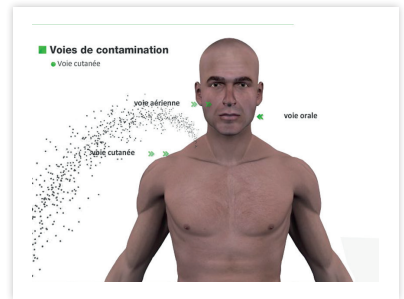 Voies de contamination
Voie cutanée
voie aérienne
voie orale
voie cutanée